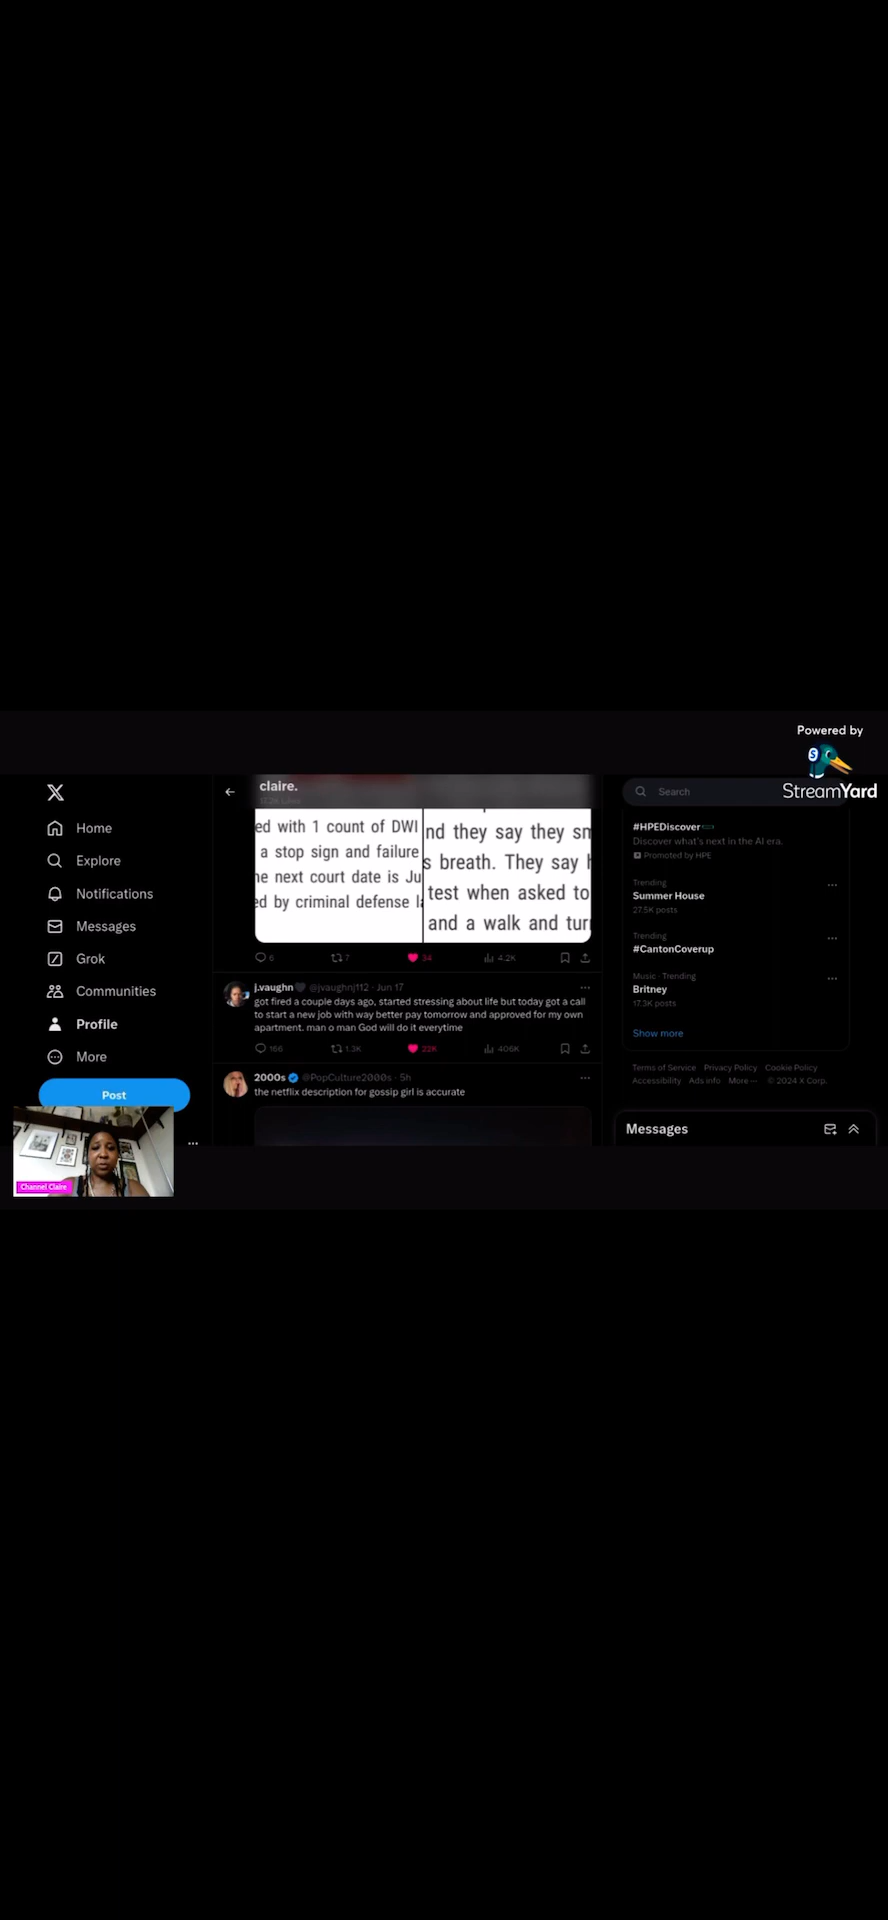 Powered by
StreamYard
Home
Explore
Notifications
Messages
Grok
Communities
Profile
More
Post
Channel Claire
claire.
ed with 1 count of DWI
a stop sign and failure
he next court date is Ju
ed by criminal defense
nd they say they sm
s breath. They say
test when asked to
and a walk and tur
6 7 34 4.2K
j.vaughn @jvaughnj112 · Jun 17
got fired a couple days ago, started stressing about life but today got a call
to start a new job with way better pay tomorrow and approved for my own
apartment. man o man God will do it everytime
166 1.3K 22K 406K
2000s @PopCulture2000s · 5h
the netflix description for gossip girl is accurate
Search
#HPEDiscover
Discover what's next in the AI era.
Promoted by HPE
Trending
Summer House
27.5K posts
Trending
#CantonCoverup
Music · Trending
Britney
17.3K posts
Show more
Terms of Service Privacy Policy Cookie Policy
Accessibility Ads info More ··· © 2024 X Corp.
Messages